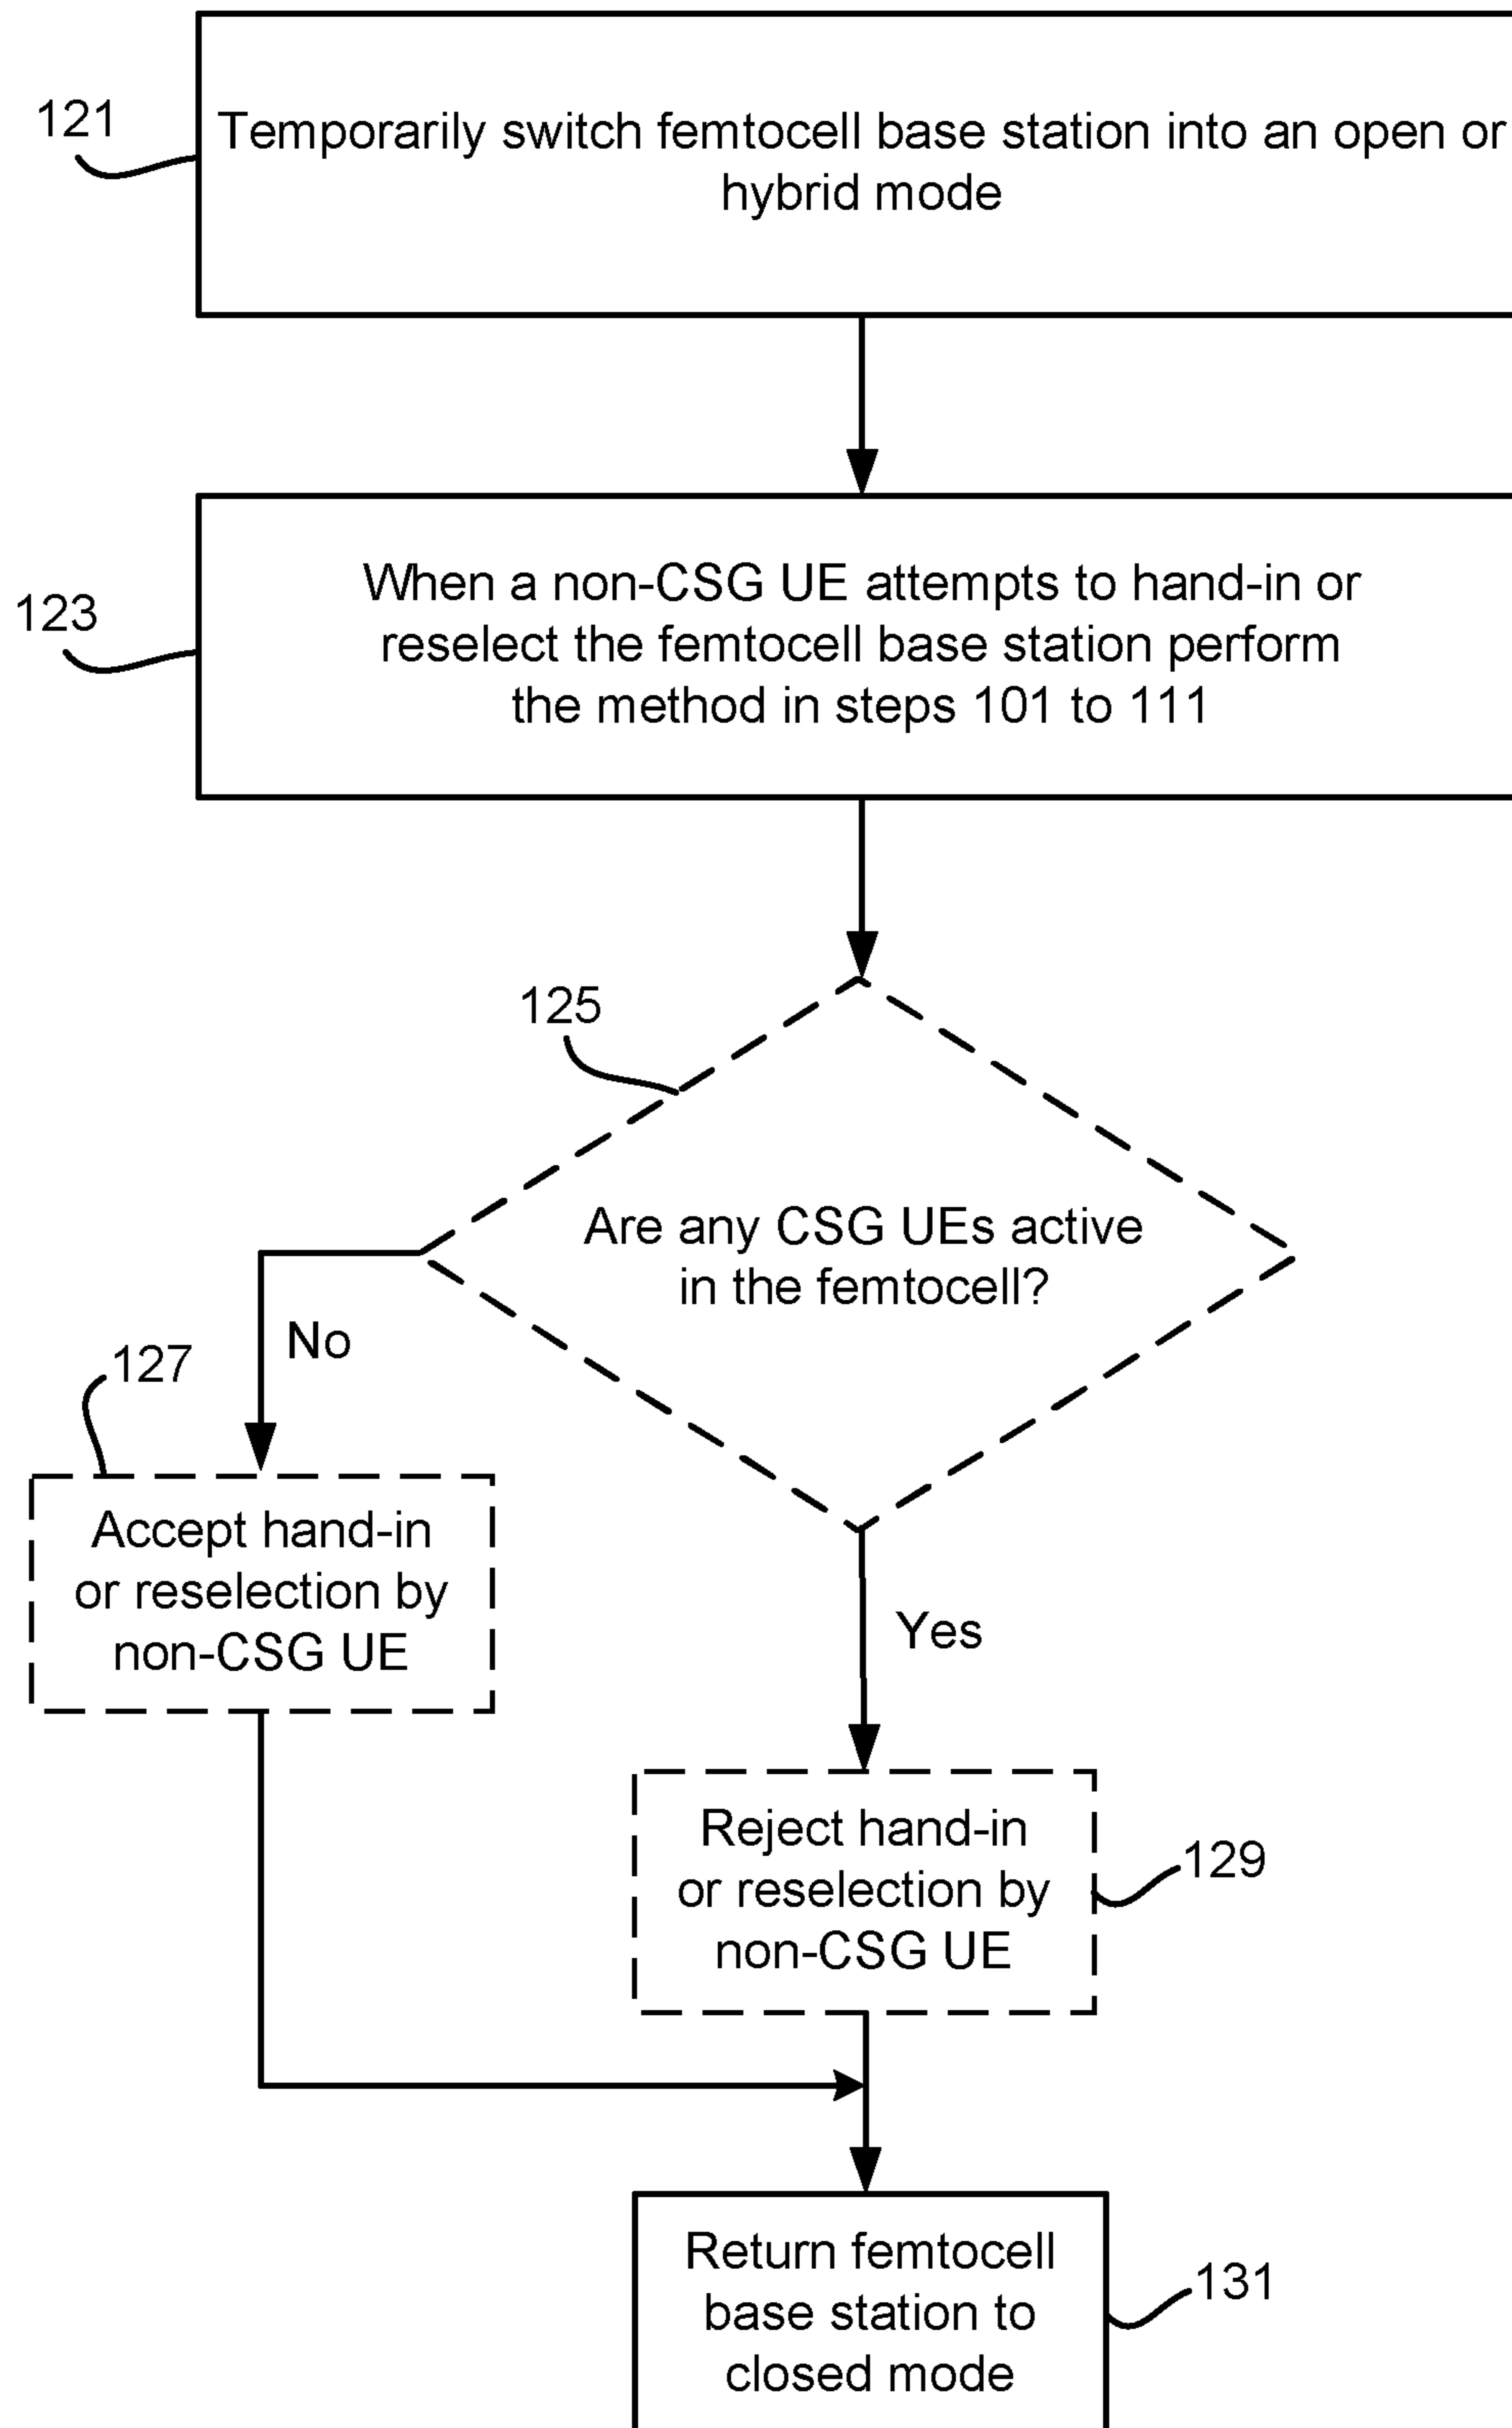 121
Temporarily switch femtocell base station into an open or
hybrid mode
123
When a non-CSG UE attempts to hand-in or
reselect the femtocell base station perform
the method in steps 101 to 111
125
Are any CSG UEs active
in the femtocell?
No
127
Accept hand-in
or reselection by
non-CSG UE
Yes
Reject hand-in
or reselection by
non-CSG UE
129
Return femtocell
base station to
closed mode
131